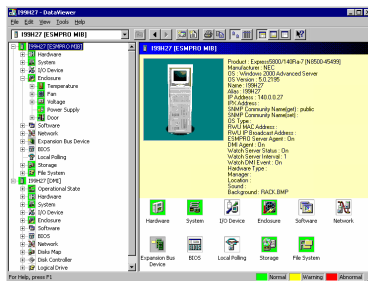 I99H27 - DataViewer
File Edit View Tools Help
I99H27 [ESMPRO MIB]
I99H27 [ESMPRO MIB]
Hardware
System
I/O Device
Enclosure
Temperature
Fan
Voltage
Power Supply
Door
Software
Network
Expansion Bus Device
BIOS
Local Polling
Storage
File System
I99H27 [DMI]
Operational State
Hardware
System
I/O Device
Enclosure
Software
BIOS
Network
Disks Map
Disk Controller
Logical Drive
I99H27 [ESMPRO MIB]
Product : Express5800/140Ra-7 [N8500-45499]
Manufacturer : NEC
OS : Windows 2000 Advanced Server
OS Version : 5.0.2195
Name : I99H27
Alias : I99H27
IP Address : 140.0.0.27
IPX Address :
SNMP Community Name(get) : public
SNMP Community Name(set) :
OS Type :
RWU MAC Address :
RWU IP Broadcast Address :
ESMPRO Server Agent : On
DMI Agent : On
Watch Server Status : On
Watch Server Interval : 1
Watch DMI Event : On
Hardware Type :
Manager :
Location :
Sound :
Background : RACK.BMP
Hardware
System
I/O Device
Enclosure
Software
Network
Expansion Bus Device
BIOS
Local Polling
Storage
File System
For Help, press F1
Normal
Warning
Abnormal